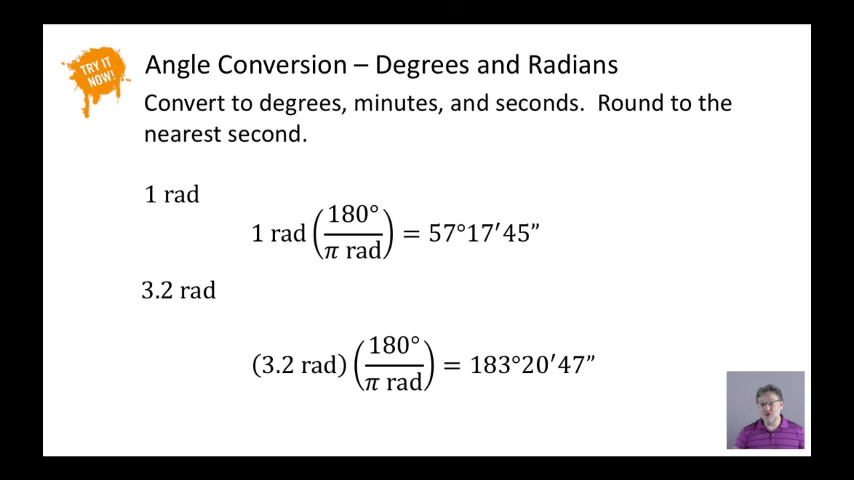 TRY IT
NOW!
Angle Conversion – Degrees and Radians
Convert to degrees, minutes, and seconds.  Round to the
nearest second.
1 rad
1 rad (180°/π rad) = 57°17′45”
3.2 rad
(3.2 rad) (180°/π rad) = 183°20′47”